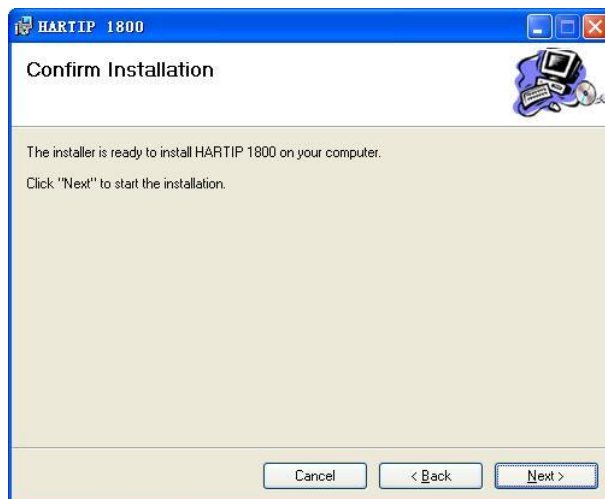 HARTIP 1800
Confirm Installation
The installer is ready to install HARTIP 1800 on your computer.
Click "Next" to start the installation.
Cancel
< Back
Next >